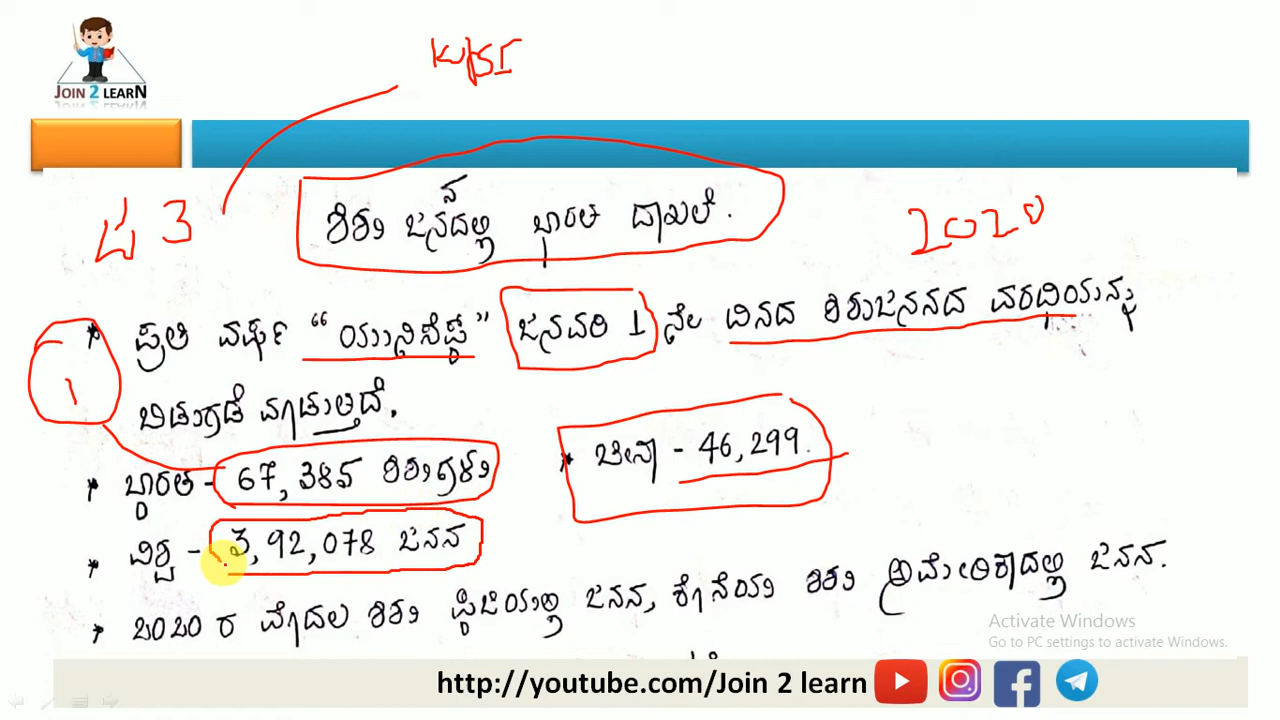 JOIN 2 LEARN
KPSI
ಜ 3
ಶಿಶು ಜನನದಲ್ಲಿ ಭಾರತ ದಾಖಲೆ.
2020
* ಪ್ರತಿ ವರ್ಷ “ಯುನಿಸೆಫ್” ಜನವರಿ 1 ನೇ ದಿನದ ಶಿಶುಜನನದ ವರದಿಯನ್ನು
1
ಬಿಡುಗಡೆ ಮಾಡುತ್ತದೆ.
* ಭಾರತ - 67, 385 ಶಿಶುಗಳು
* ಚೀನಾ - 46,299.
* ವಿಶ್ವ - 3,92,078 ಜನನ
* 2020 ರ ಮೊದಲ ಶಿಶು ಫಿಜಿಯಲ್ಲಿ ಜನನ, ಕೊನೆಯ ಶಿಶು ಅಮೇರಿಕಾದಲ್ಲಿ ಜನನ.
Activate Windows
Go to PC settings to activate Windows.
http://youtube.com/Join 2 learn